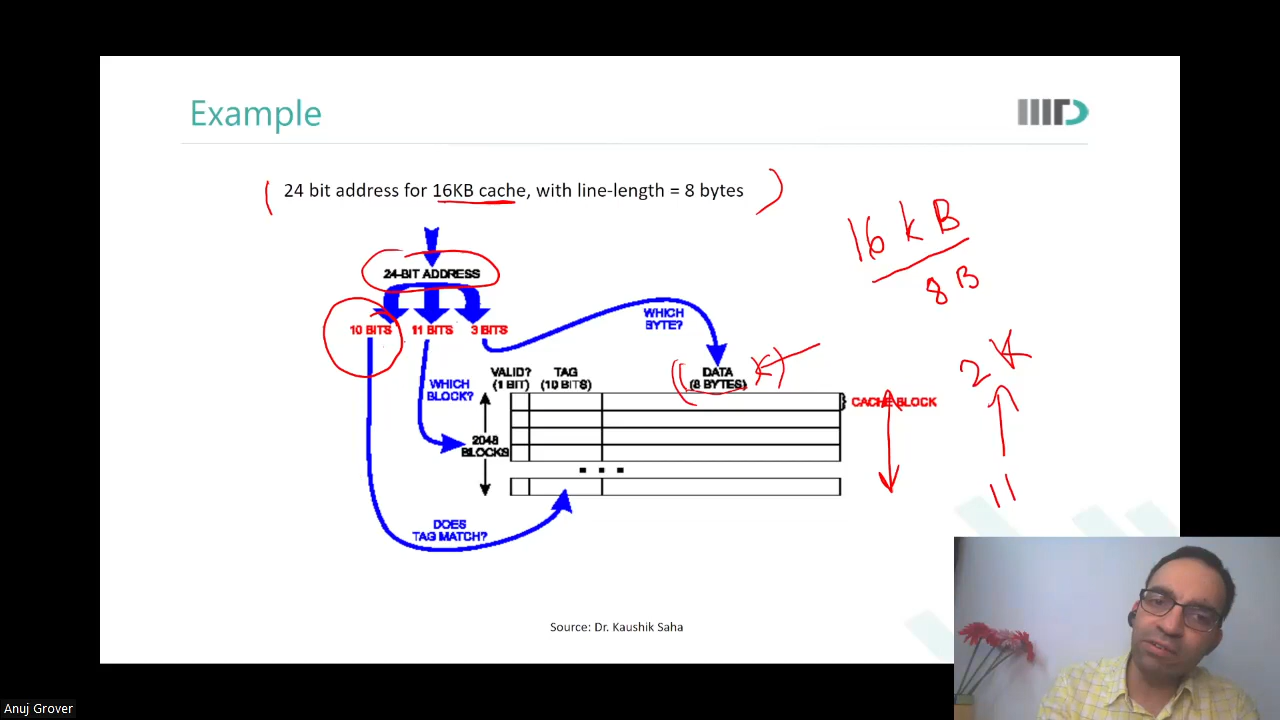 Example
IIITD
24 bit address for 16KB cache, with line-length = 8 bytes
16 kB
8 B
2 K
11
24-BIT ADDRESS
10 BITS 11 BITS 3 BITS
WHICH
BYTE?
WHICH
BLOCK?
VALID?
(1 BIT)
TAG
(10 BITS)
DATA
(8 BYTES)
CACHE BLOCK
2048
BLOCKS
DOES
TAG MATCH?
Source: Dr. Kaushik Saha
Anuj Grover